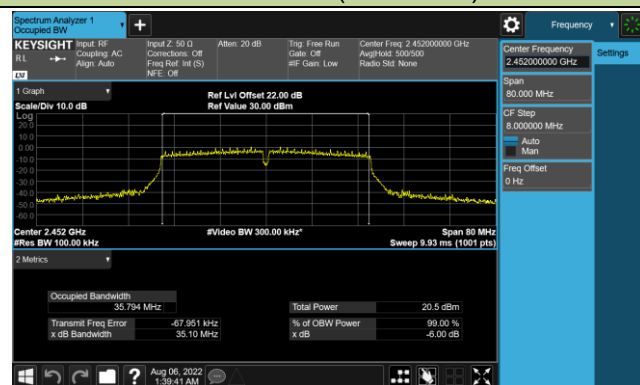 Spectrum Analyzer 1
Occupied BW
Frequency
KEYSIGHT
Input: RF
Input Z: 50 Ω
Atten: 20 dB
Trig: Free Run
Center Freq: 2.452000000 GHz
RL
Coupling: AC
Corrections: Off
Gate: Off
Avg|Hold: 500/500
Align: Auto
Freq Ref: Int (S)
#IF Gain: Low
Radio Std: None
LXI
NFE: Off
Center Frequency
2.452000000 GHz
Settings
Span
80.000 MHz
CF Step
8.000000 MHz
Auto
Man
Freq Offset
0 Hz
1 Graph
Ref Lvl Offset 22.00 dB
Scale/Div 10.0 dB
Ref Value 30.00 dBm
Log
20.0
10.0
0.00
-10.0
-20.0
-30.0
-40.0
-50.0
-60.0
Center 2.452 GHz
#Video BW 300.00 kHz*
Span 80 MHz
#Res BW 100.00 kHz
Sweep 9.93 ms (1001 pts)
2 Metrics
Occupied Bandwidth
35.794 MHz
Total Power
20.5 dBm
Transmit Freq Error
-67.951 kHz
% of OBW Power
99.00 %
x dB Bandwidth
35.10 MHz
x dB
-6.00 dB
?
Aug 06, 2022
1:39:41 AM